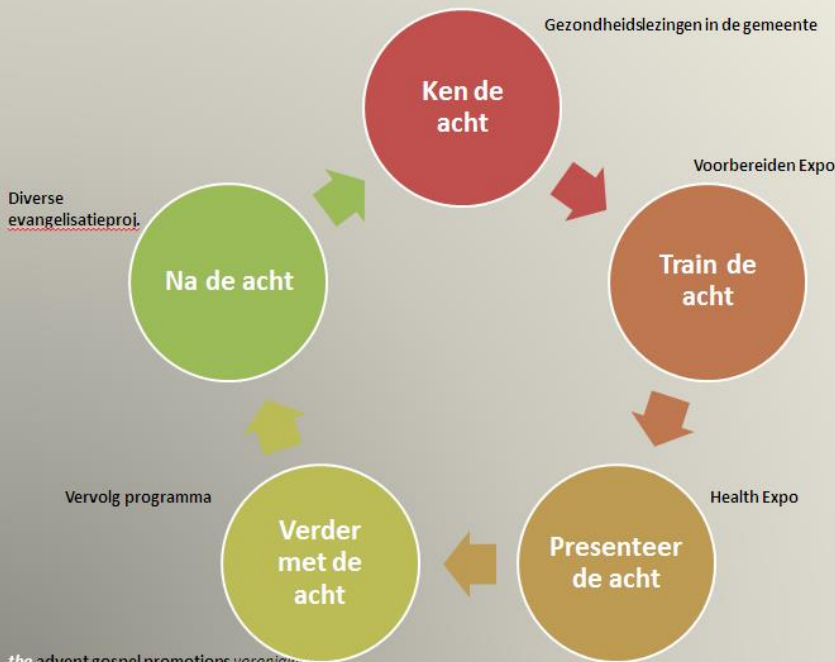 Gezondheidslezingen in de gemeente
Ken de
acht
Voorbereiden Expo
Train de
acht
Health Expo
Presenteer
de acht
Vervolg programma
Verder
met de
acht
Diverse
evangelisatieproj.
Na de acht
the advent gospel promotions